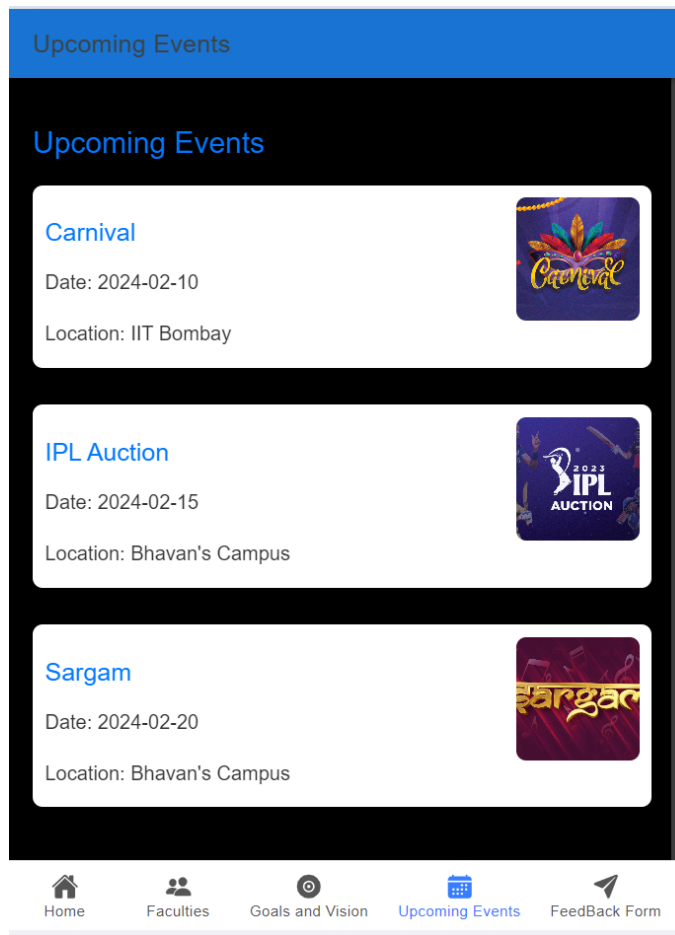 Upcoming Events
Upcoming Events
Carnival
Date: 2024-02-10
Location: IIT Bombay
Carnival
IPL Auction
Date: 2024-02-15
Location: Bhavan's Campus
2023
IPL
AUCTION
Sargam
Date: 2024-02-20
Location: Bhavan's Campus
sargam
Home
Faculties
Goals and Vision
Upcoming Events
FeedBack Form